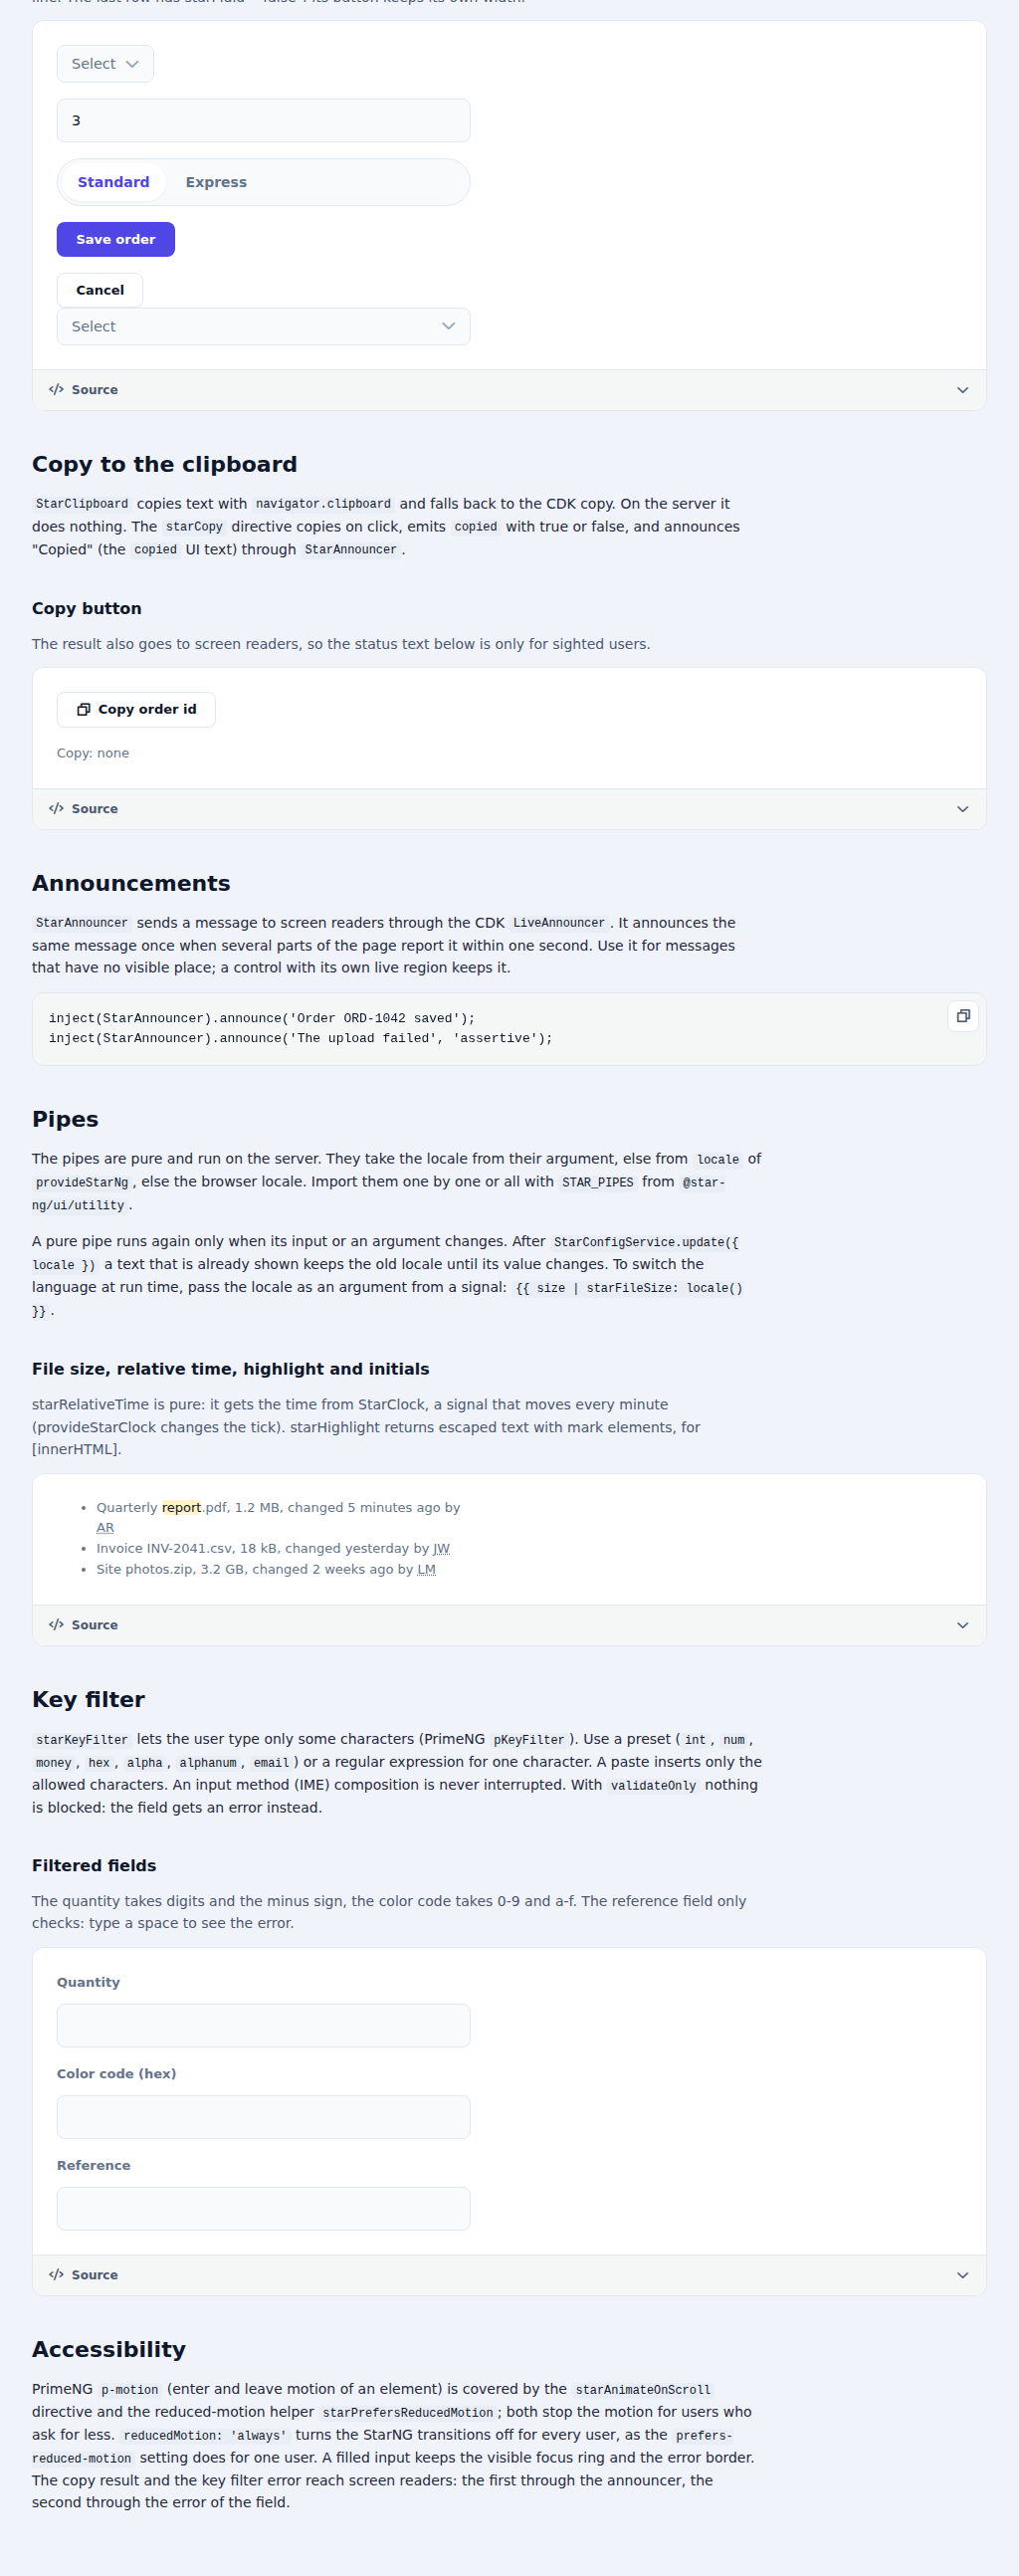 Select
3
Standard Express
Save order
Cancel
Select
Source
Copy to the clipboard
StarClipboard copies text with navigator.clipboard and falls back to the CDK copy. On the server it
does nothing. The starCopy directive copies on click, emits copied with true or false, and announces
"Copied" (the copied UI text) through StarAnnouncer .
Copy button
The result also goes to screen readers, so the status text below is only for sighted users.
Copy order id
Copy: none
Source
Announcements
StarAnnouncer sends a message to screen readers through the CDK LiveAnnouncer . It announces the
same message once when several parts of the page report it within one second. Use it for messages
that have no visible place; a control with its own live region keeps it.
inject(StarAnnouncer).announce('Order ORD-1042 saved');
inject(StarAnnouncer).announce('The upload failed', 'assertive');
Pipes
The pipes are pure and run on the server. They take the locale from their argument, else from locale of
provideStarNg , else the browser locale. Import them one by one or all with STAR_PIPES from @star-
ng/ui/utility .
A pure pipe runs again only when its input or an argument changes. After StarConfigService.update({
locale }) a text that is already shown keeps the old locale until its value changes. To switch the
language at run time, pass the locale as an argument from a signal: {{ size | starFileSize: locale()
}} .
File size, relative time, highlight and initials
starRelativeTime is pure: it gets the time from StarClock, a signal that moves every minute
(provideStarClock changes the tick). starHighlight returns escaped text with mark elements, for
[innerHTML].
• Quarterly report.pdf, 1.2 MB, changed 5 minutes ago by
AR
• Invoice INV-2041.csv, 18 kB, changed yesterday by JW
• Site photos.zip, 3.2 GB, changed 2 weeks ago by LM
Source
Key filter
starKeyFilter lets the user type only some characters (PrimeNG pKeyFilter ). Use a preset ( int , num ,
money , hex , alpha , alphanum , email ) or a regular expression for one character. A paste inserts only the
allowed characters. An input method (IME) composition is never interrupted. With validateOnly nothing
is blocked: the field gets an error instead.
Filtered fields
The quantity takes digits and the minus sign, the color code takes 0-9 and a-f. The reference field only
checks: type a space to see the error.
Quantity
Color code (hex)
Reference
Source
Accessibility
PrimeNG p-motion (enter and leave motion of an element) is covered by the starAnimateOnScroll
directive and the reduced-motion helper starPrefersReducedMotion ; both stop the motion for users who
ask for less. reducedMotion: 'always' turns the StarNG transitions off for every user, as the prefers-
reduced-motion setting does for one user. A filled input keeps the visible focus ring and the error border.
The copy result and the key filter error reach screen readers: the first through the announcer, the
second through the error of the field.